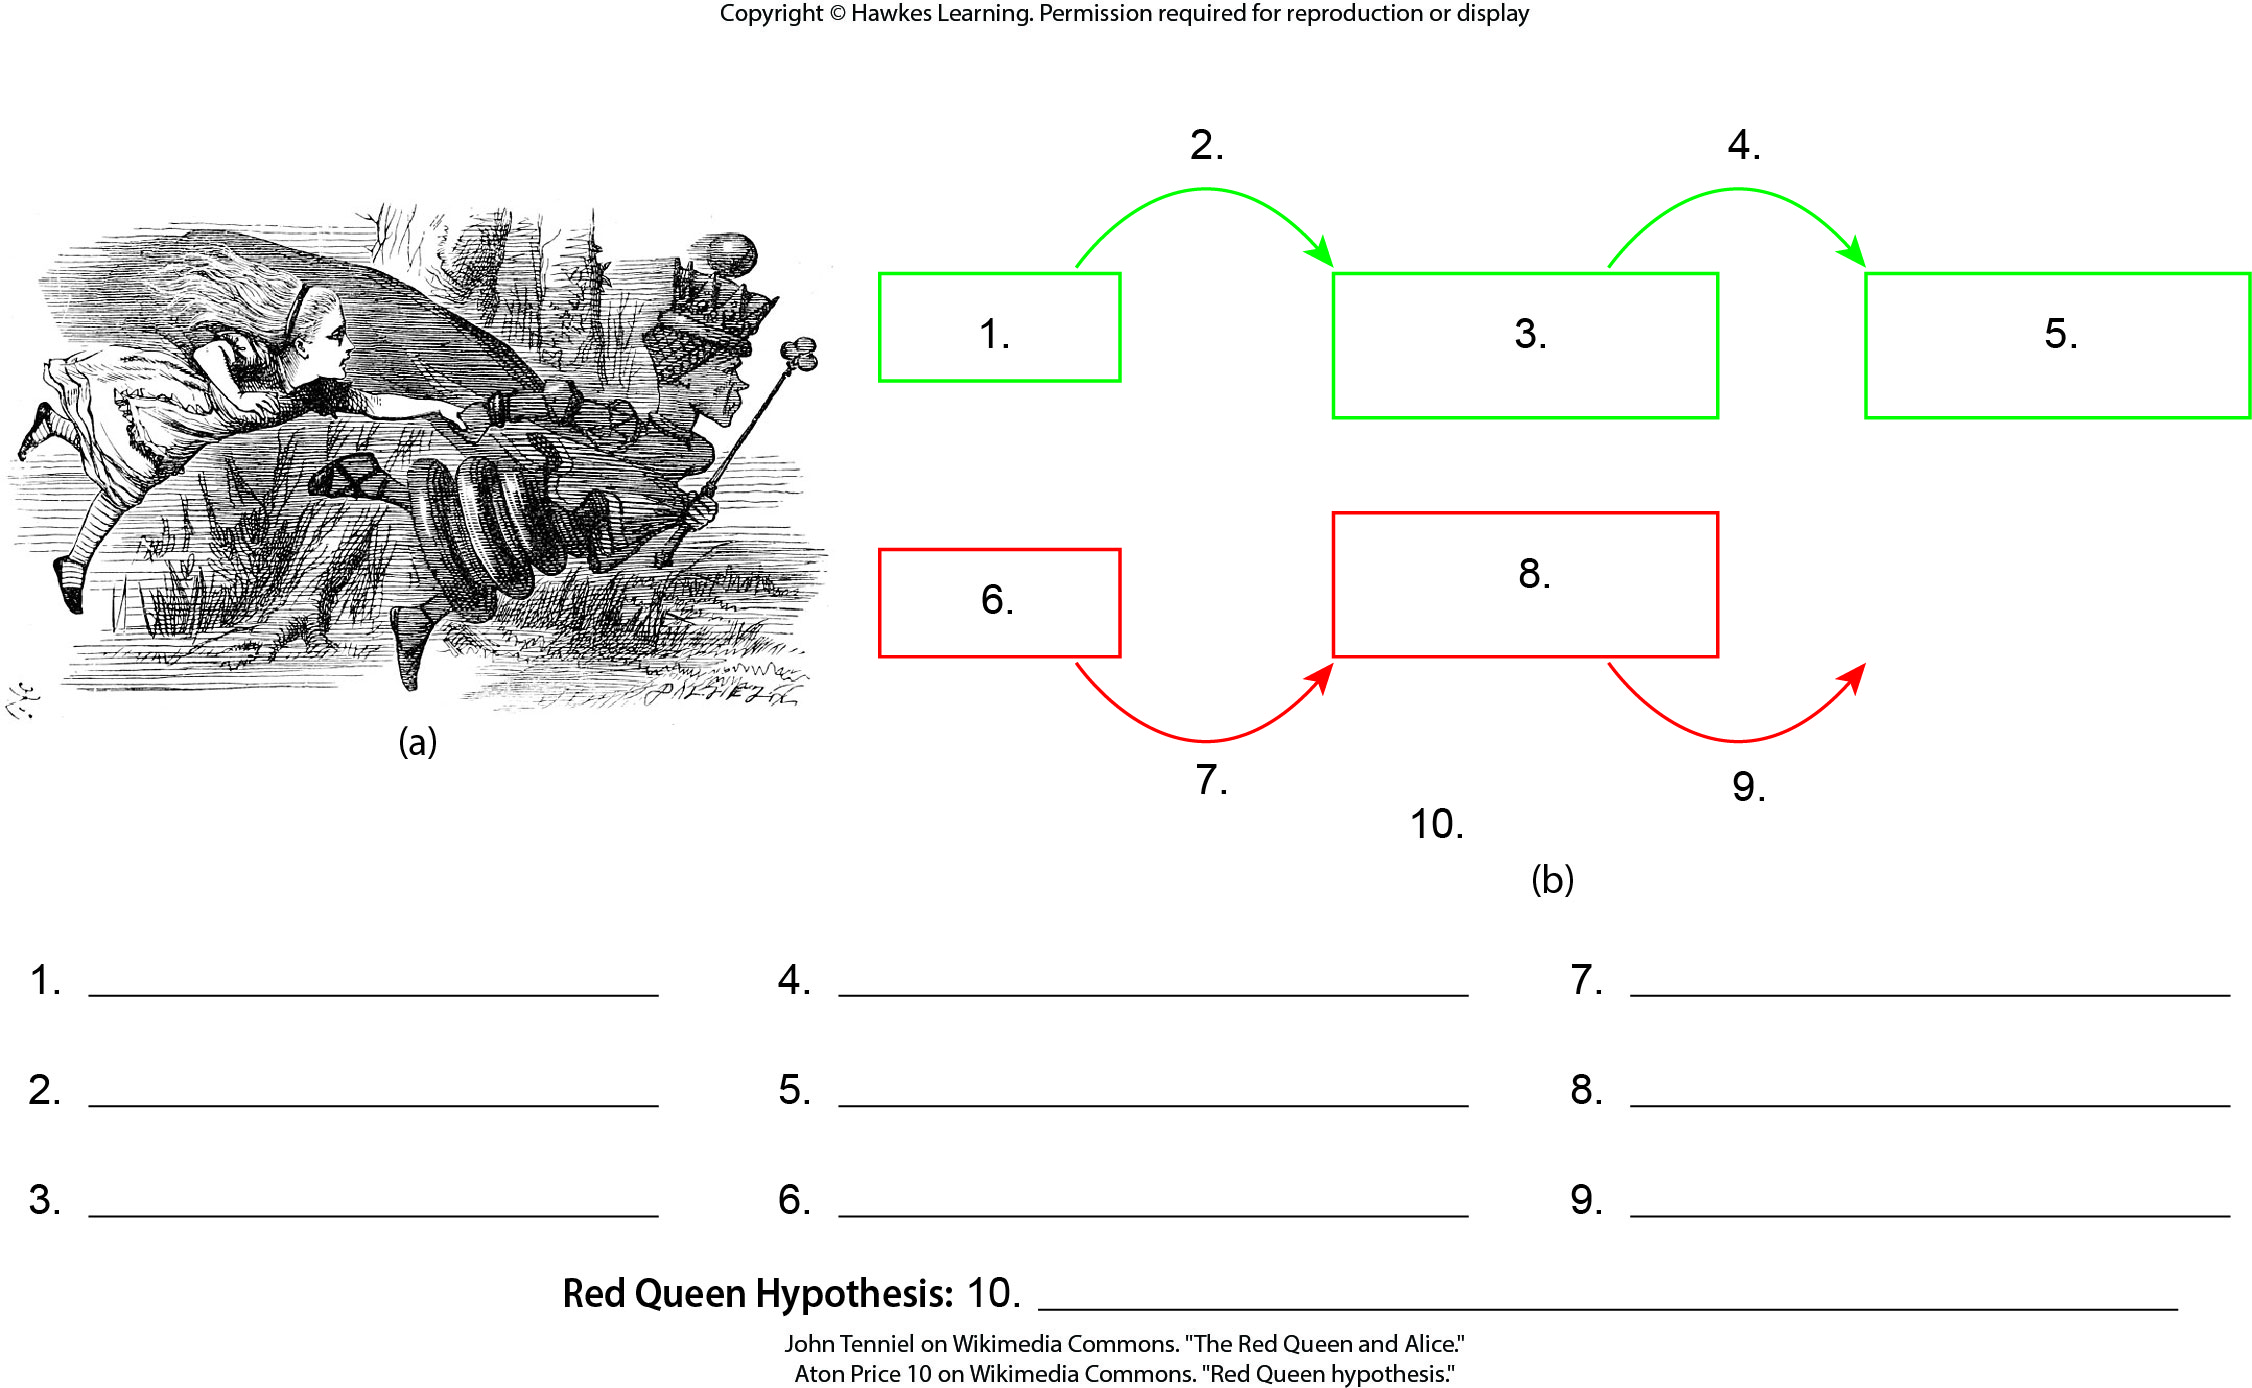 Copyright © Hawkes Learning. Permission required for reproduction or display
2. 4.
1. 3. 5.
6. 8.
(a)
7. 9.
10.
(b)
1. 4. 7.
2. 5. 8.
3. 6. 9.
Red Queen Hypothesis: 10.
John Tenniel on Wikimedia Commons. "The Red Queen and Alice."
Aton Price 10 on Wikimedia Commons. "Red Queen hypothesis."